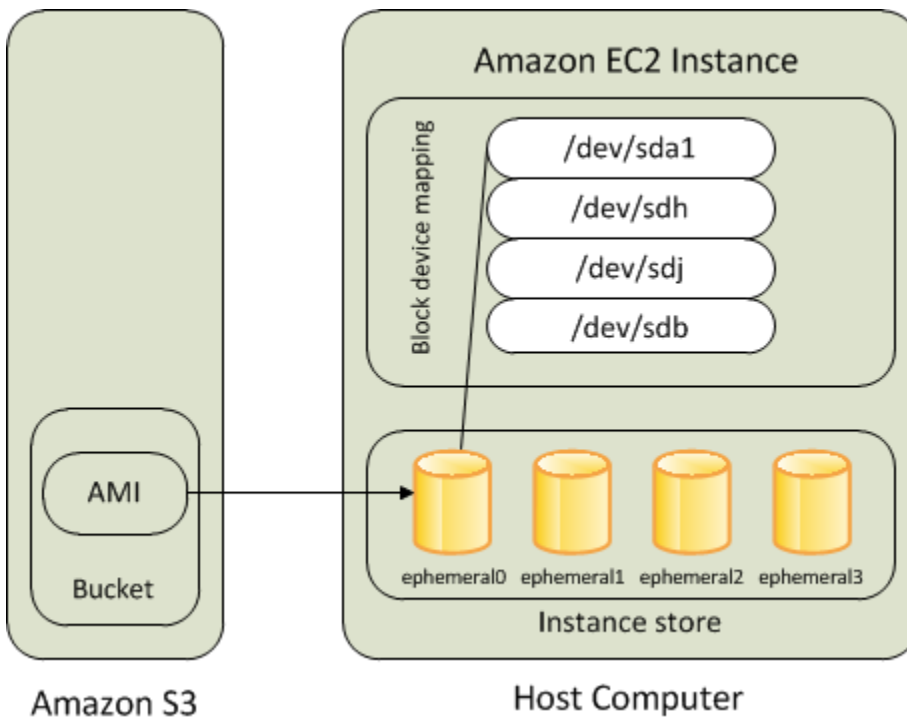 Amazon EC2 Instance
Block device mapping
/dev/sda1
/dev/sdh
/dev/sdj
/dev/sdb
AMI
Bucket
ephemeral0
ephemeral1
ephemeral2
ephemeral3
Instance store
Amazon S3
Host Computer